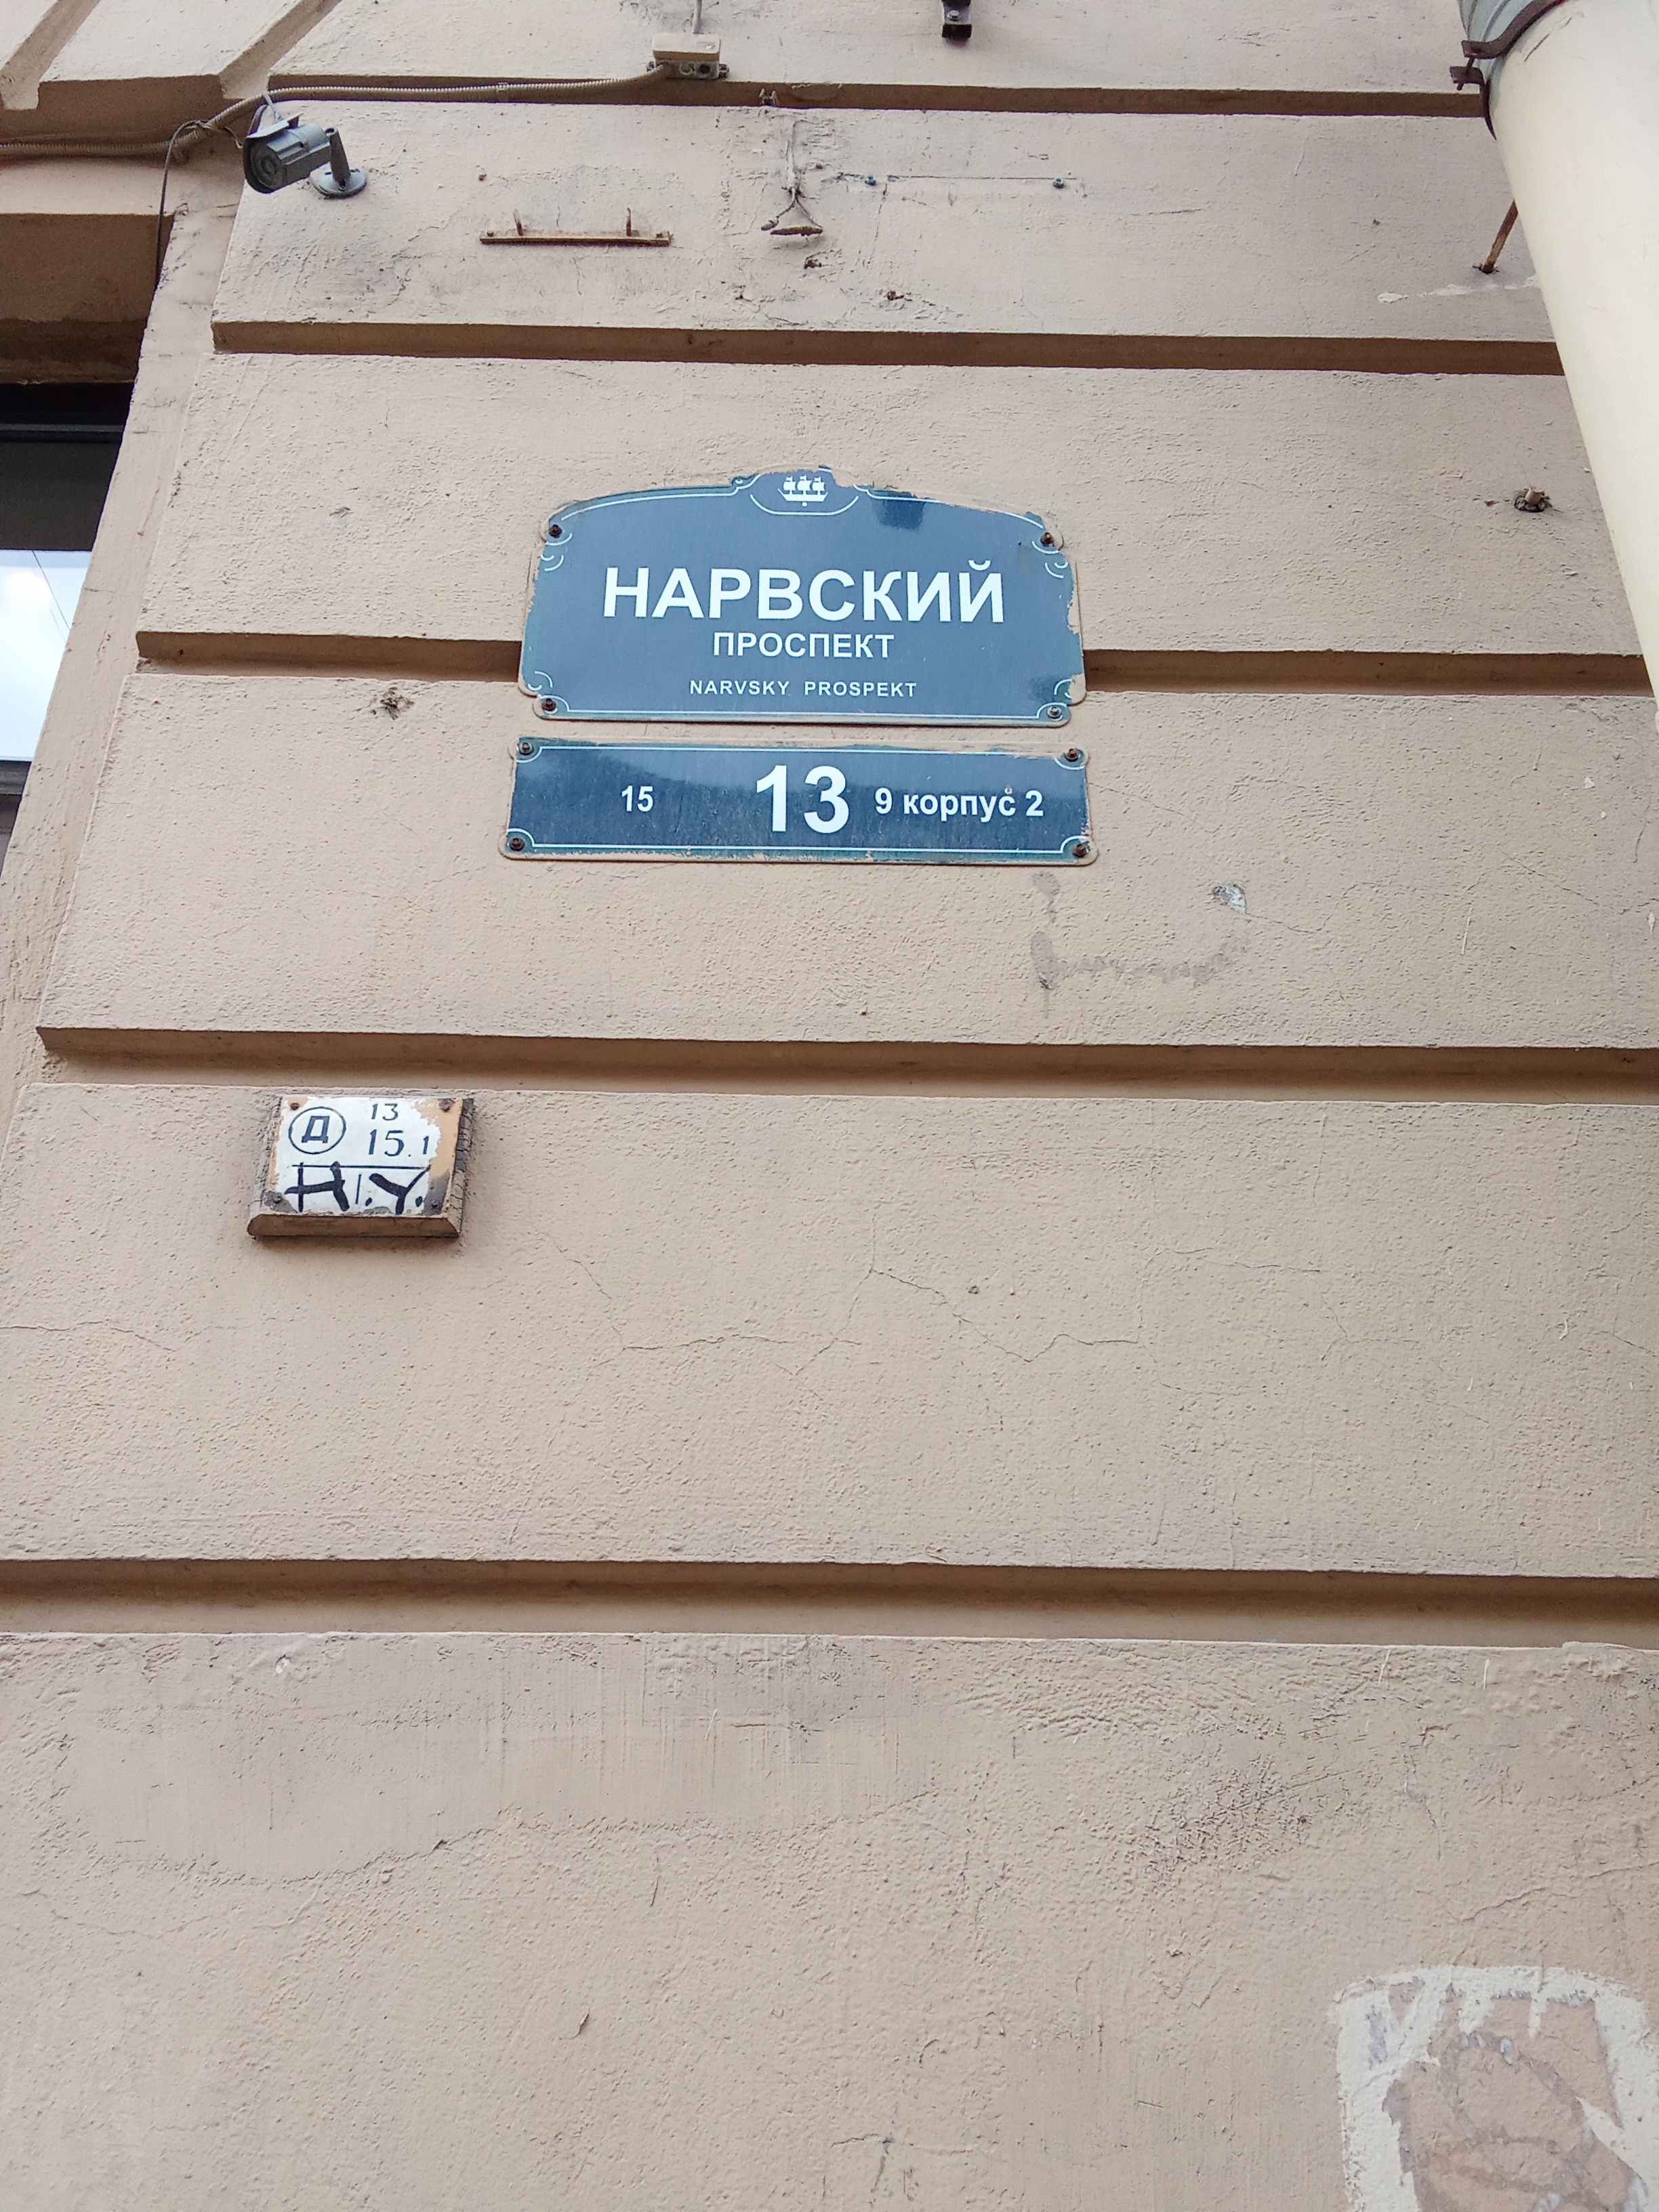 НАРВСКИЙ
ПРОСПЕКТ
NARVSKY PROSPEKT
15 13 9 корпус 2
Д 13
15.1
H.Y.